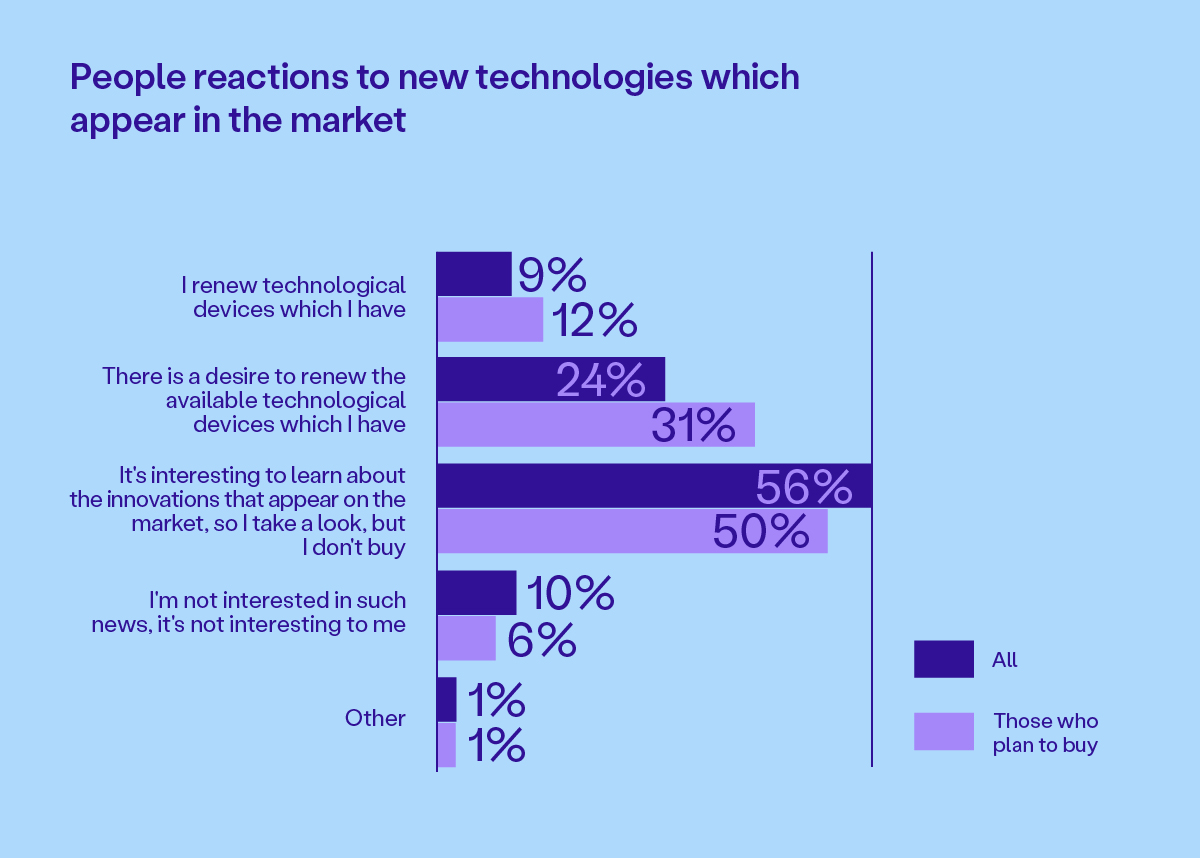 People reactions to new technologies which
appear in the market
I renew technological
devices which I have
9%
12%
There is a desire to renew the
available technological
devices which I have
24%
31%
It's interesting to learn about
the innovations that appear on the
market, so I take a look, but
I don't buy
56%
50%
I'm not interested in such
news, it's not interesting to me
10%
6%
Other
1%
1%
All
Those who
plan to buy